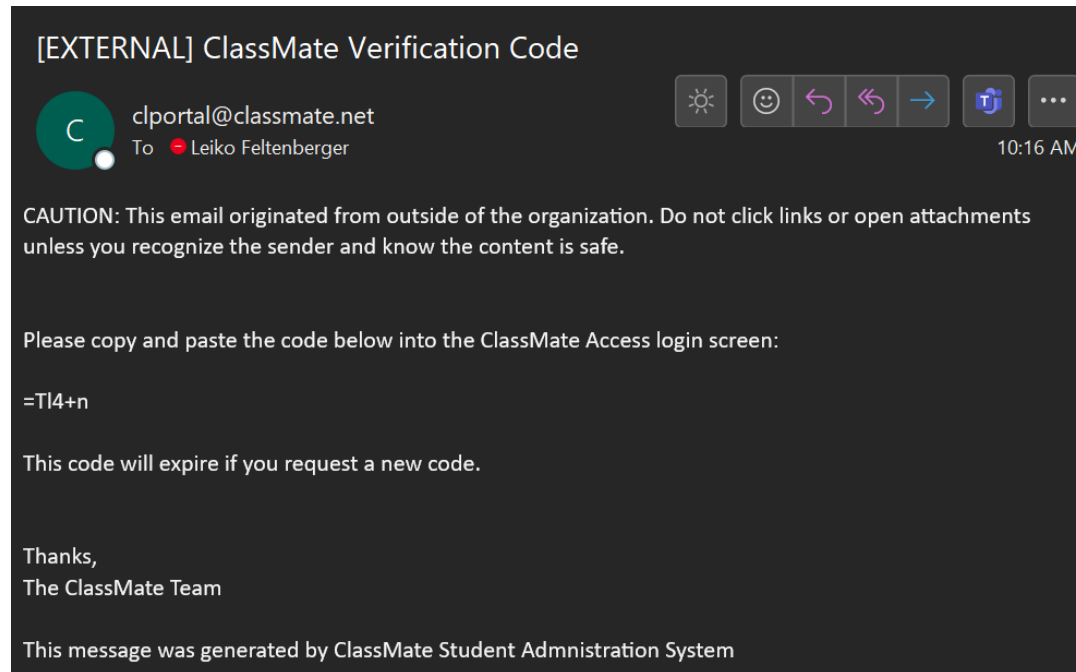 [EXTERNAL] ClassMate Verification Code
C
clportal@classmate.net
To Leiko Feltenberger
10:16 AM
CAUTION: This email originated from outside of the organization. Do not click links or open attachments
unless you recognize the sender and know the content is safe.
Please copy and paste the code below into the ClassMate Access login screen:
=Tl4+n
This code will expire if you request a new code.
Thanks,
The ClassMate Team
This message was generated by ClassMate Student Admnistration System